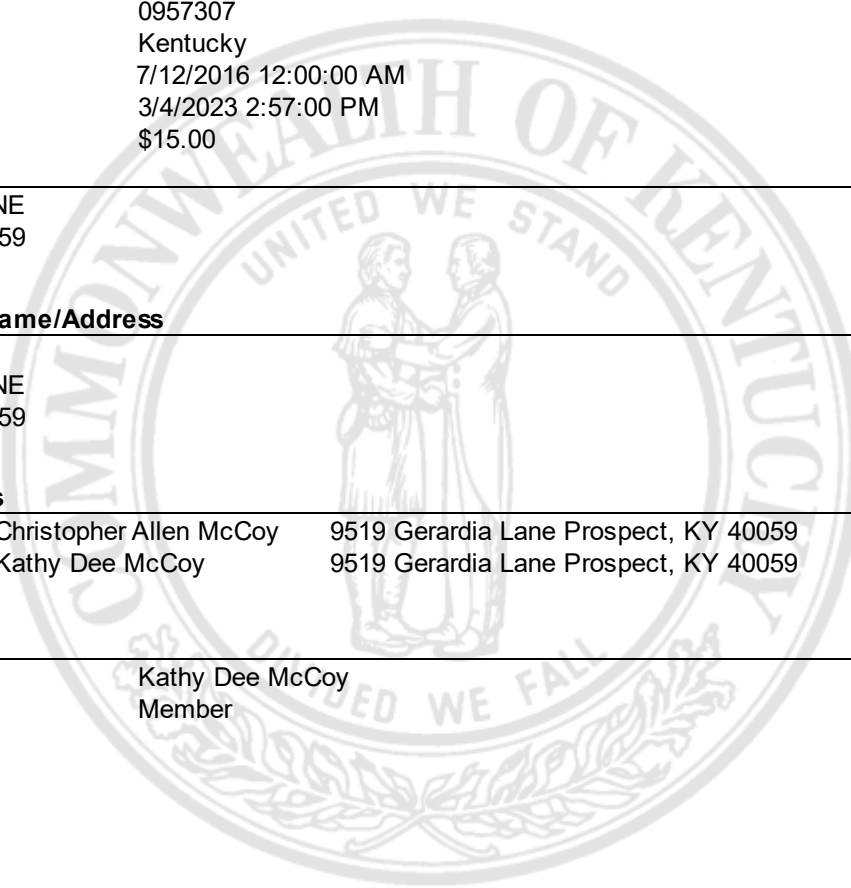 0957307
Kentucky
7/12/2016 12:00:00 AM
3/4/2023 2:57:00 PM
$15.00
NE
59
ame/Address
NE
59
s
Christopher Allen McCoy 9519 Gerardia Lane Prospect, KY 40059
Kathy Dee McCoy 9519 Gerardia Lane Prospect, KY 40059
Kathy Dee McCoy
Member
COMMONWEALTH OF KENTUCKY
UNITED WE STAND
DIVIDED WE FALL